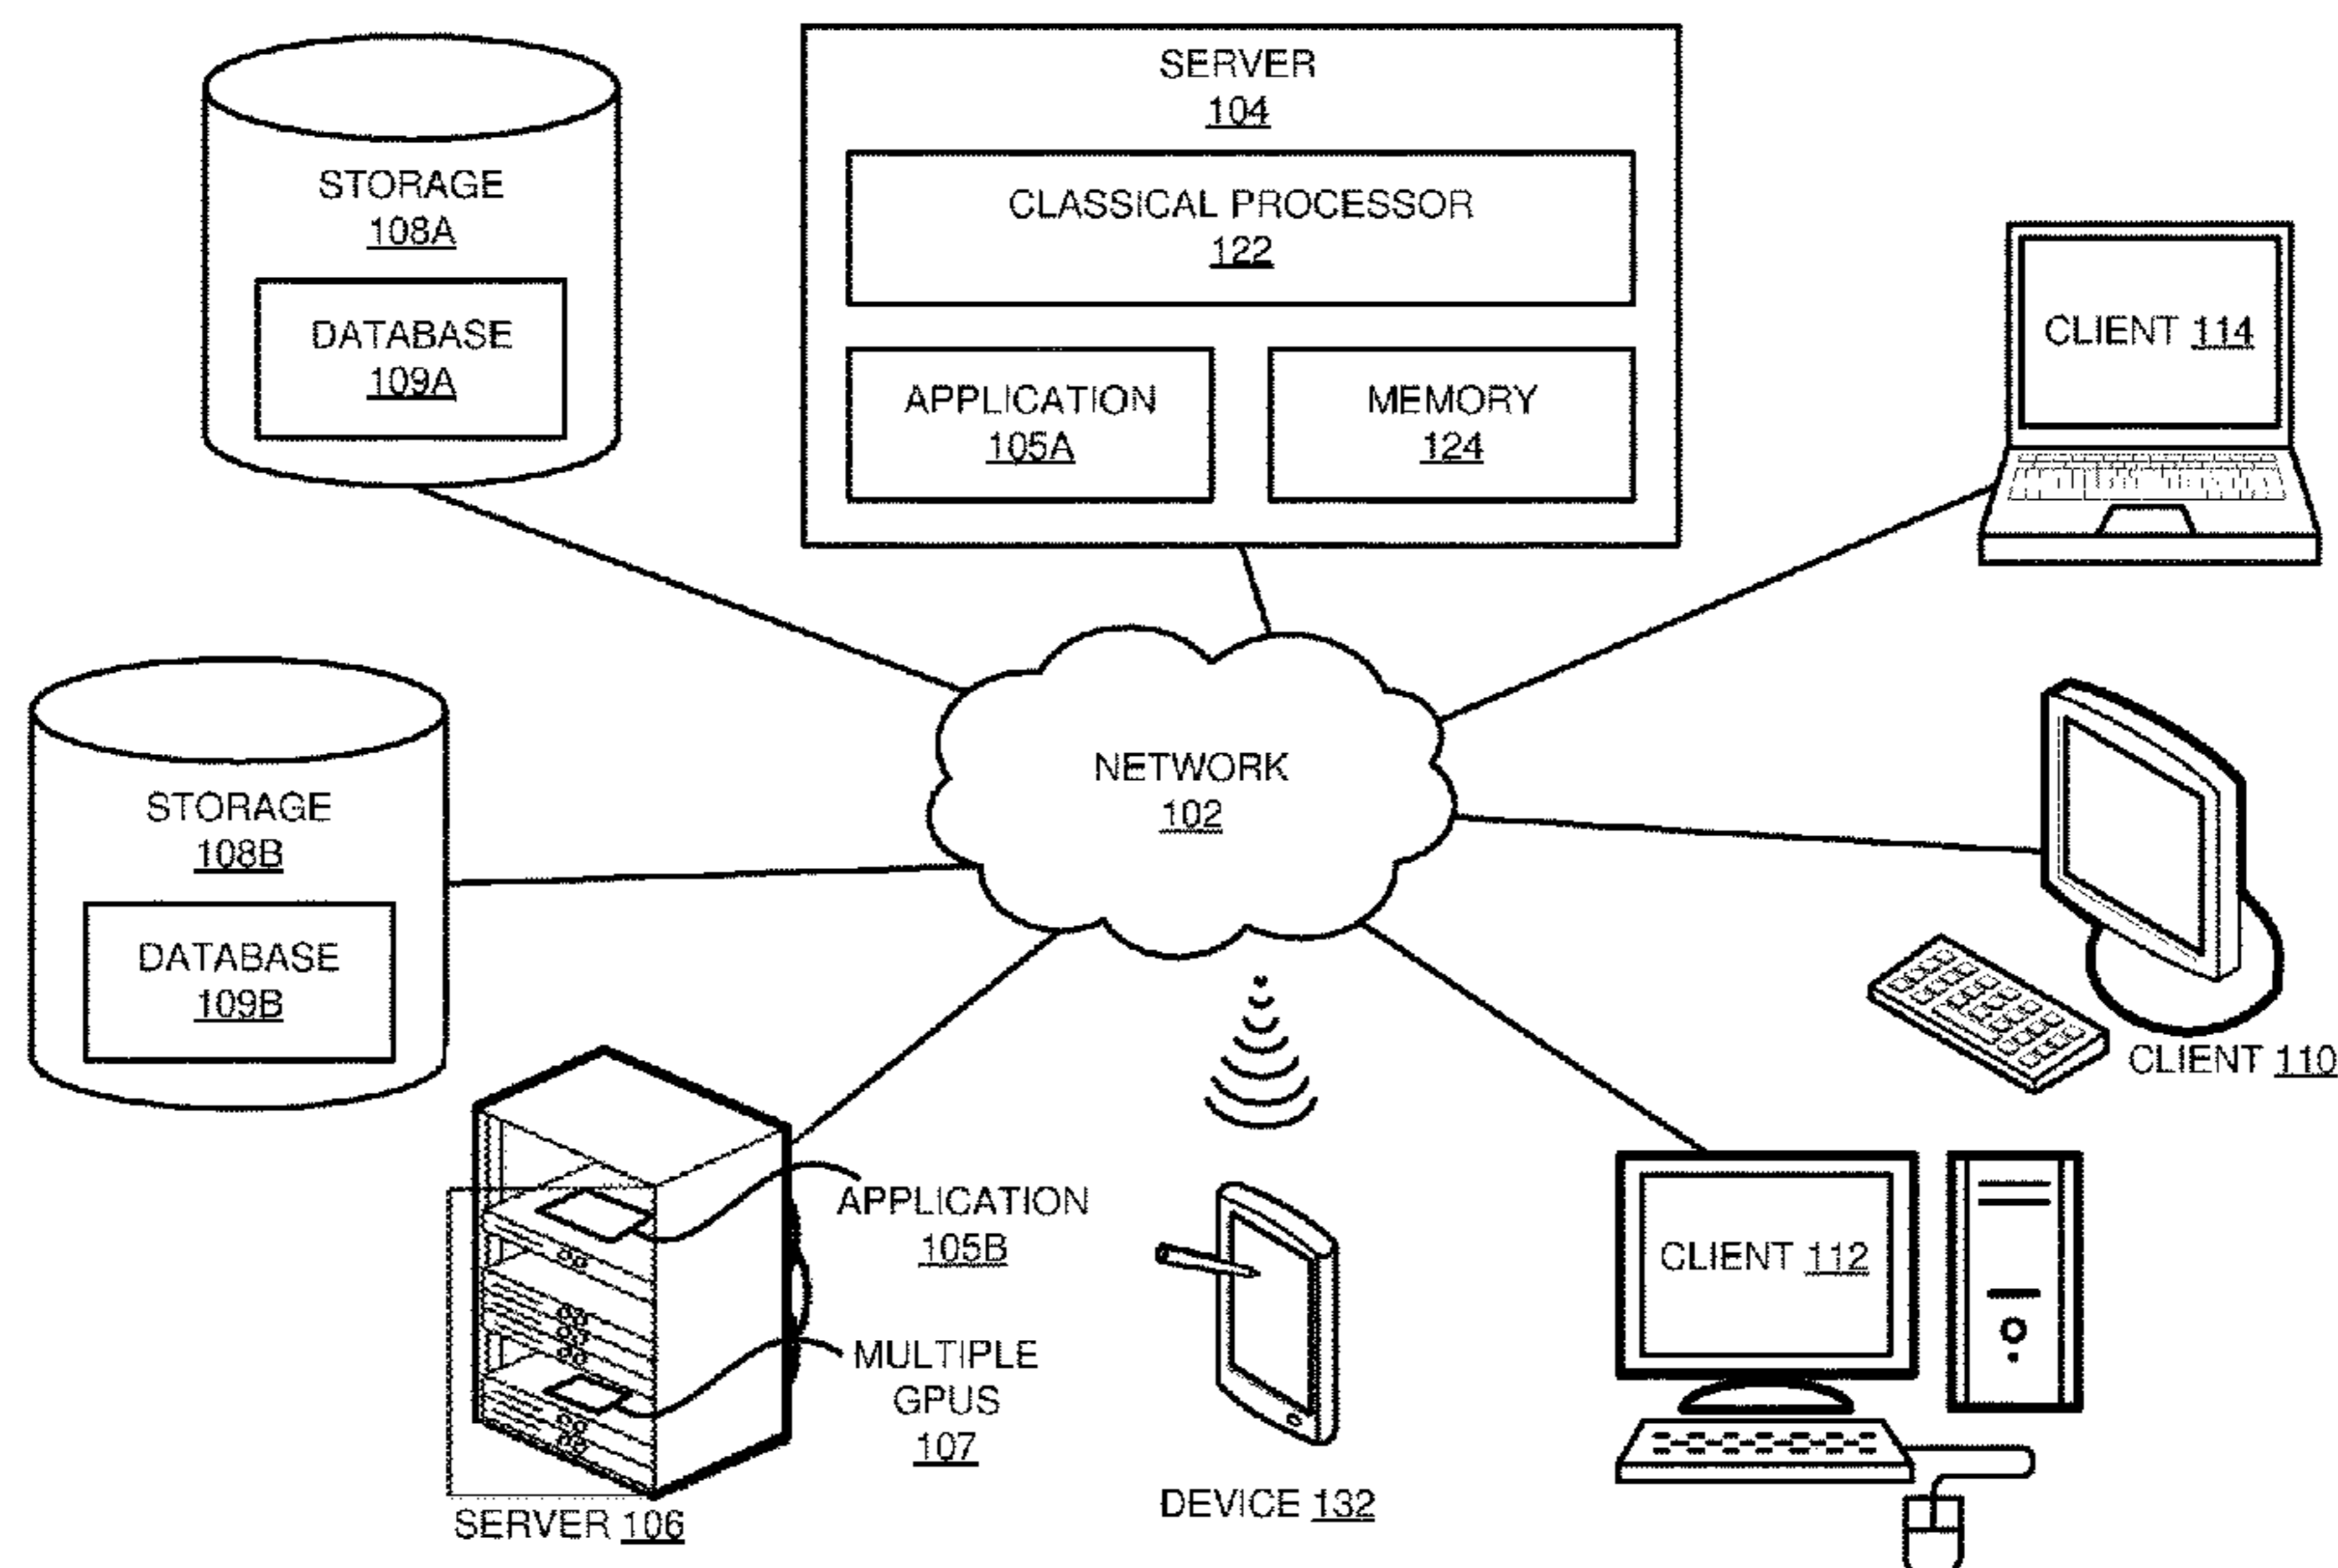 SERVER
104
STORAGE
108A
DATABASE
109A
CLASSICAL PROCESSOR
122
APPLICATION
105A
MEMORY
124
CLIENT 114
NETWORK
102
STORAGE
108B
DATABASE
109B
CLIENT 110
APPLICATION
105B
MULTIPLE
GPUS
107
SERVER 106
DEVICE 132
CLIENT 112